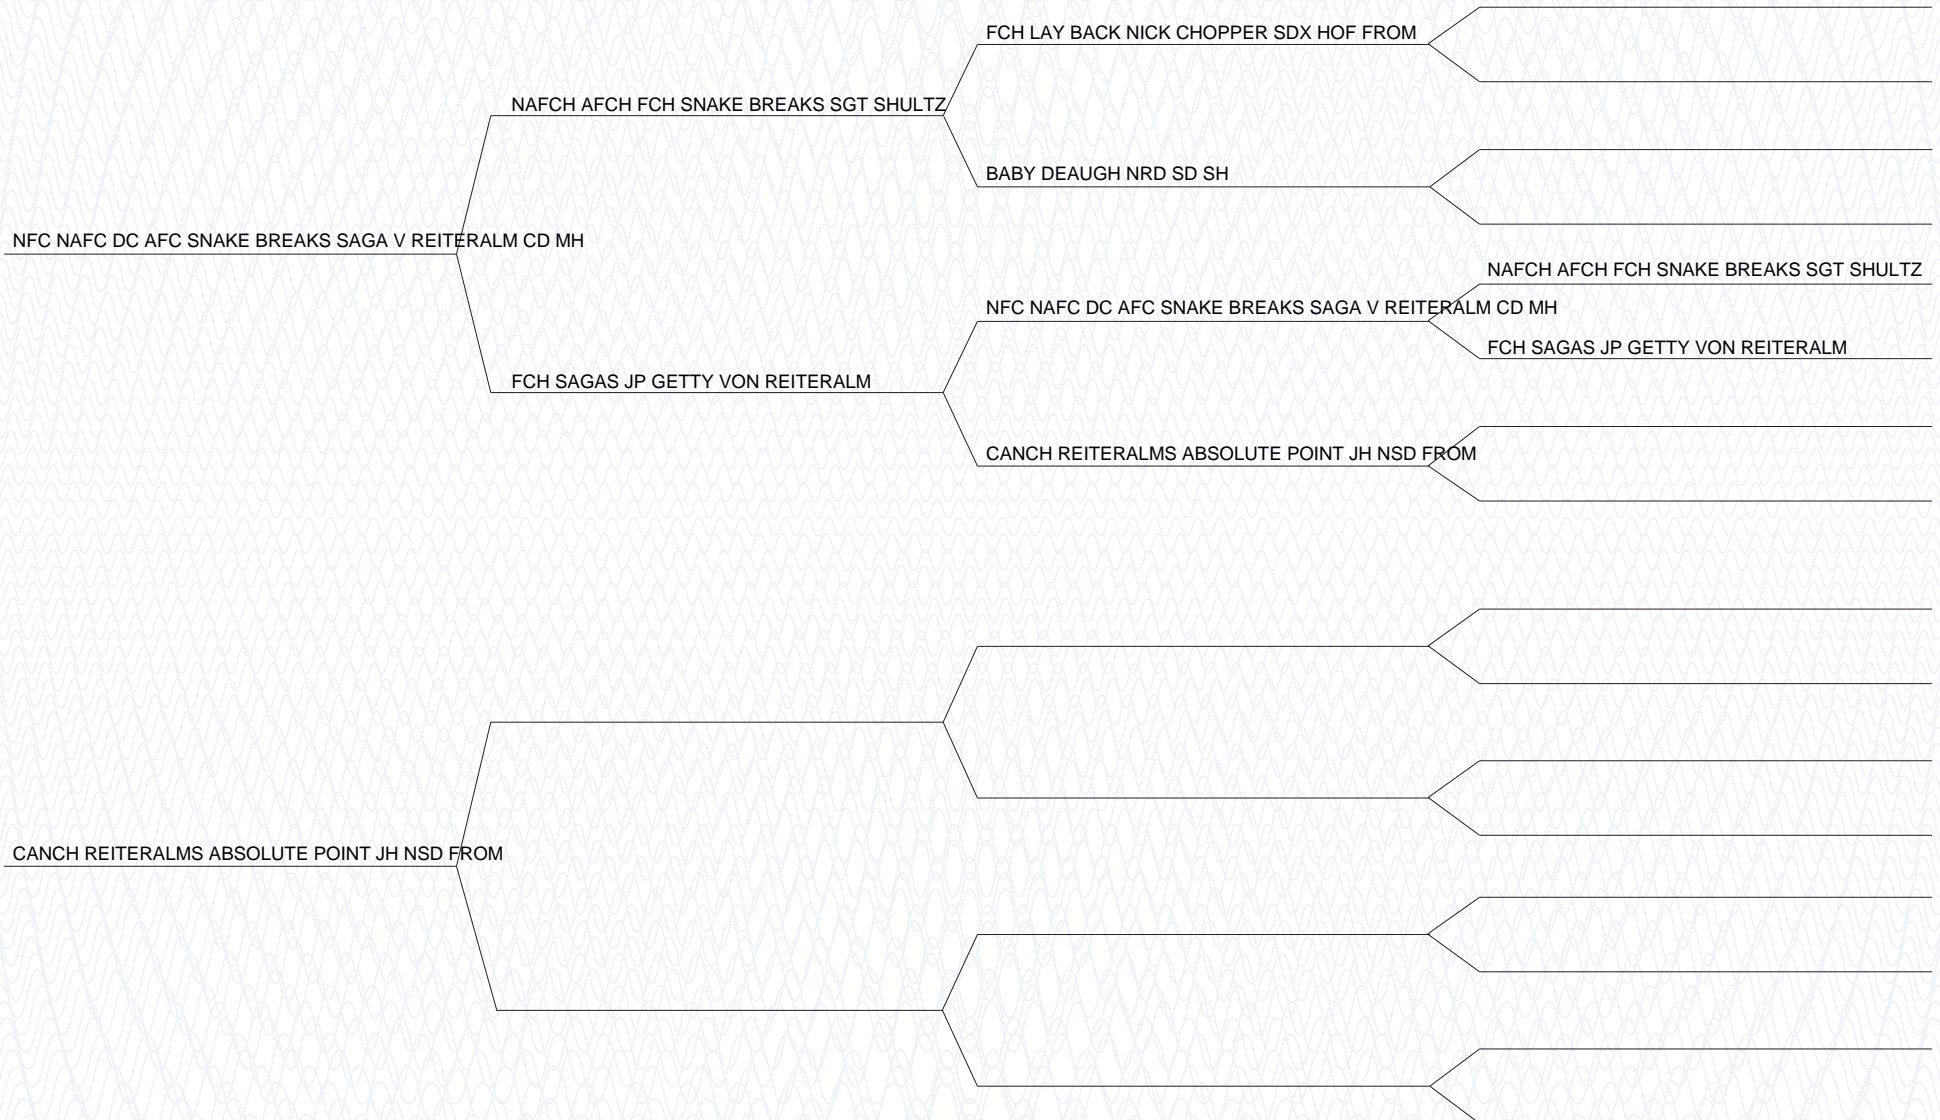 FCH LAY BACK NICK CHOPPER SDX HOF FROM
NAFCH AFCH FCH SNAKE BREAKS SGT SHULTZ
BABY DEAUGH NRD SD SH
NFC NAFC DC AFC SNAKE BREAKS SAGA V REITERALM CD MH
NAFCH AFCH FCH SNAKE BREAKS SGT SHULTZ
NFC NAFC DC AFC SNAKE BREAKS SAGA V REITERALM CD MH
FCH SAGAS JP GETTY VON REITERALM
FCH SAGAS JP GETTY VON REITERALM
CANCH REITERALMS ABSOLUTE POINT JH NSD FROM
CANCH REITERALMS ABSOLUTE POINT JH NSD FROM